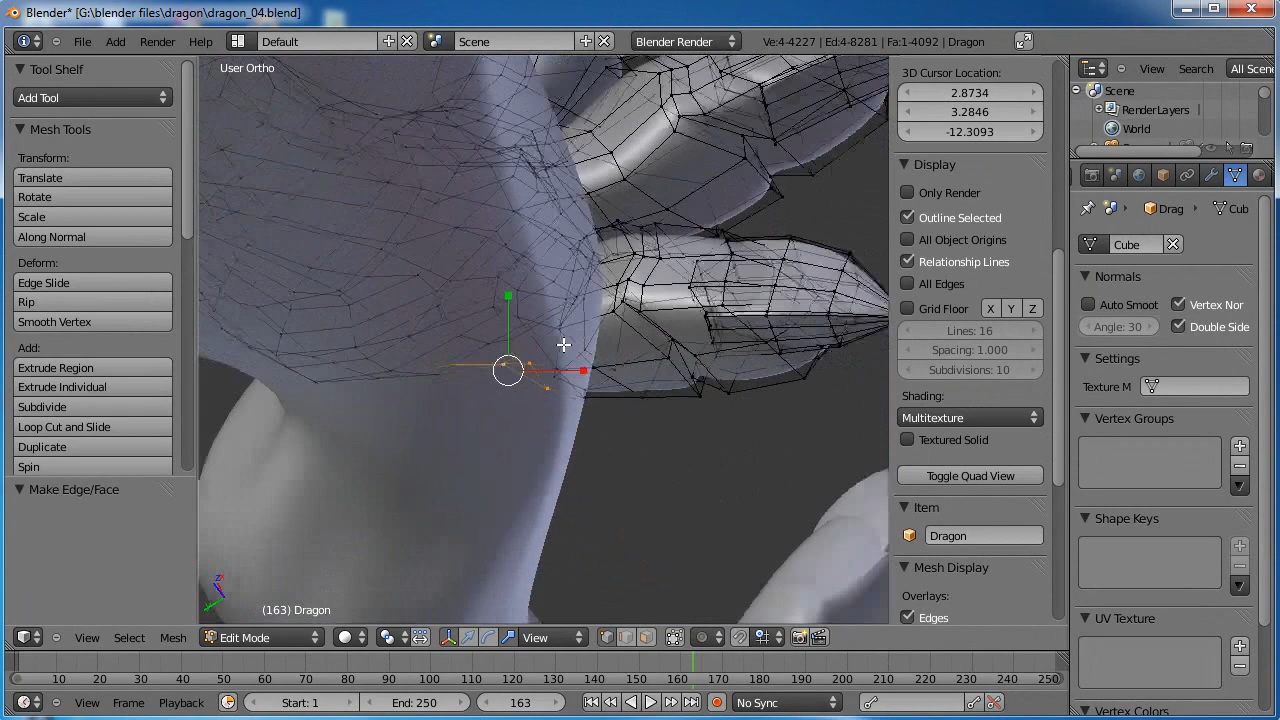 Blender* [G:\blender files\dragon\dragon_04.blend]
File Add Render Help Default Scene Blender Render Ve:4-4227 | Ed:4-8281 | Fa:1-4092 | Dragon
Tool Shelf
Add Tool
Mesh Tools
Transform:
Translate
Rotate
Scale
Along Normal
Deform:
Edge Slide
Rip
Smooth Vertex
Add:
Extrude Region
Extrude Individual
Subdivide
Loop Cut and Slide
Duplicate
Spin
Make Edge/Face
User Ortho
(163) Dragon
3D Cursor Location:
2.8734
3.2846
-12.3093
Display
Only Render
Outline Selected
All Object Origins
Relationship Lines
All Edges
Grid Floor X Y Z
Lines: 16
Spacing: 1.000
Subdivisions: 10
Shading:
Multitexture
Textured Solid
Toggle Quad View
Item
Dragon
Mesh Display
Overlays:
Edges
View Search All Scene
Scene
RenderLayers
World
Drag Cub
Cube
Normals
Auto Smoot Vertex Nor
Angle: 30 Double Side
Settings
Texture M
Vertex Groups
Shape Keys
UV Texture
Vertex Colors
View Select Mesh Edit Mode View
10 20 30 40 50 60 70 80 90 100 110 120 130 140 150 160 170 180 190 200 210 220 230 240 250
View Frame Playback Start: 1 End: 250 163 No Sync